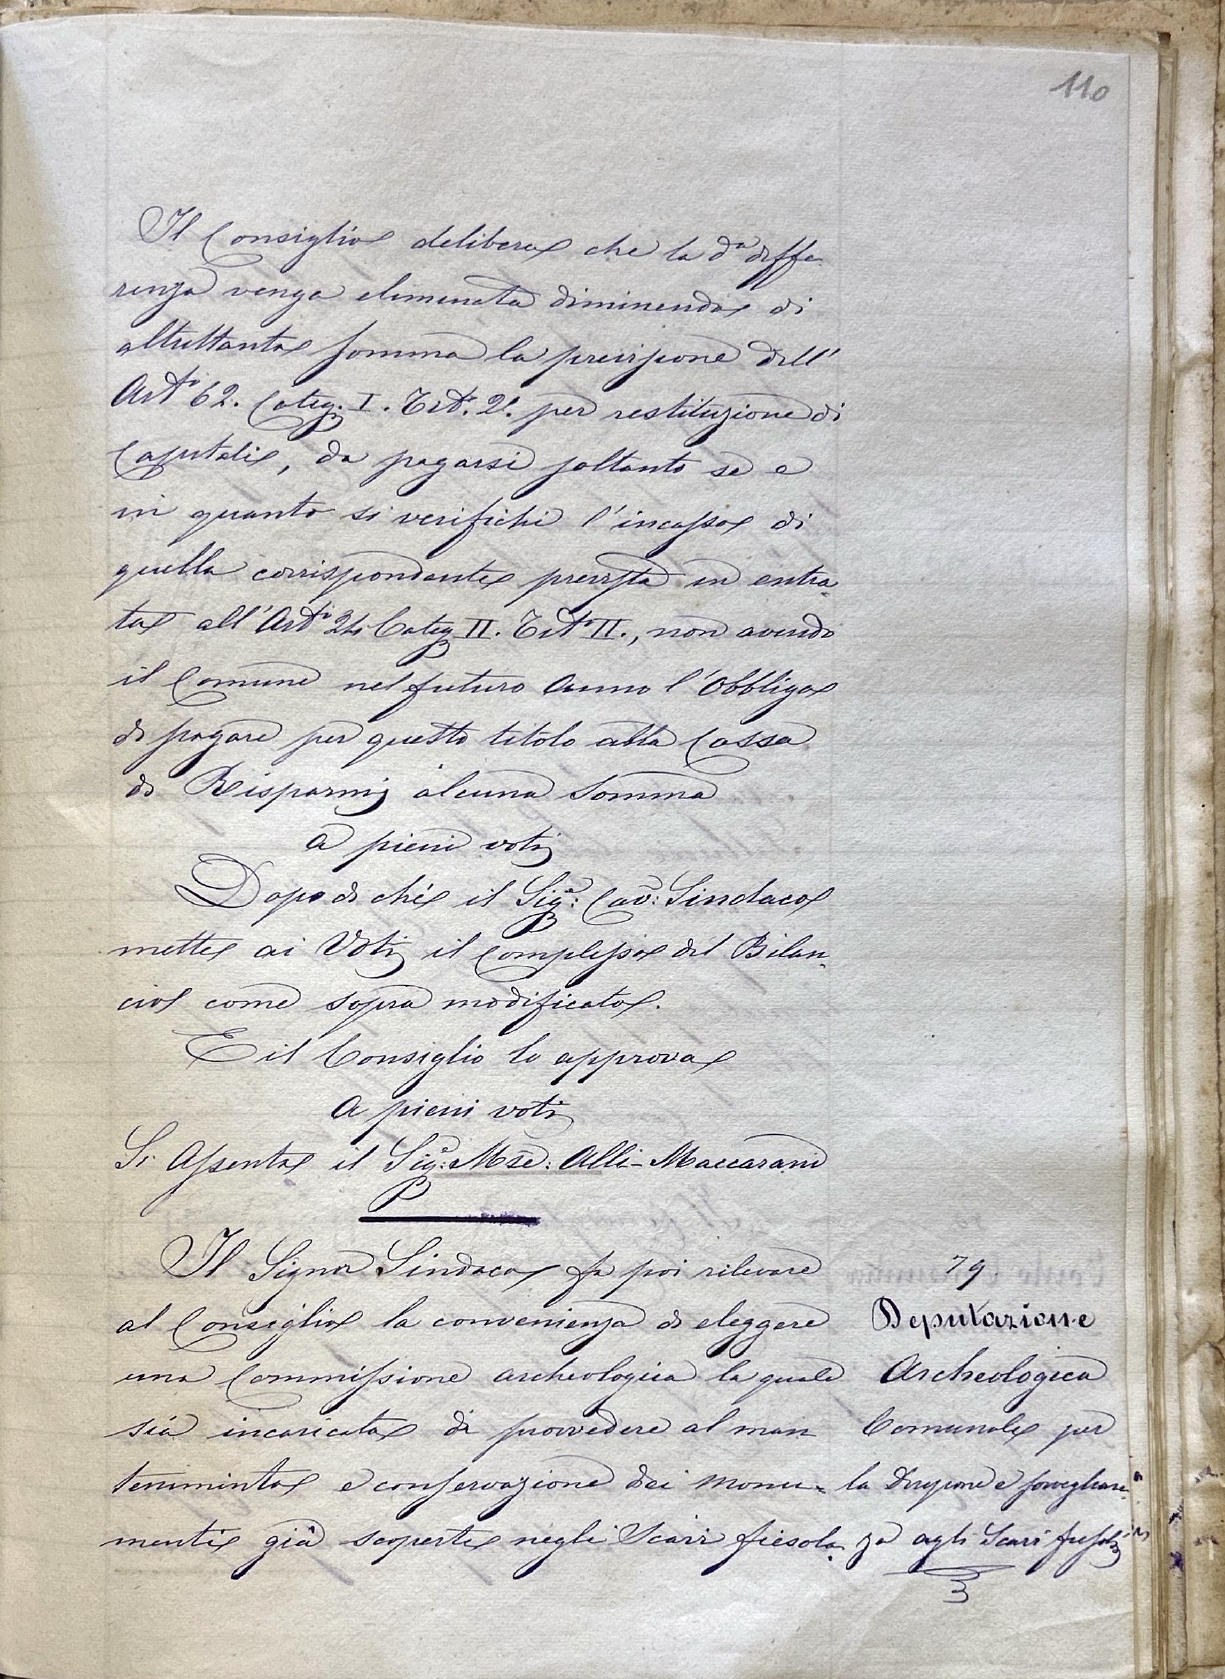 110
Il Consiglio delibera che la d.a diffe-
renza venga eliminata diminuendo di
altrettanta somma la previsione dell'
Art.o 62. Categ. I. Tit.o 2.o per restituzione di
Capitali, da pagarsi soltanto se e
in quanto si verifichi l'incasso di
quella corrispondente prevista in entra-
ta all'Art.o 24 Categ. II. Tit.o II., non avendo
il Comune nel futuro Anno l'Obbligo
di pagare per questo titolo alla Cassa
di Risparmj alcuna Somma
A pieni voti
Dopo di ché il Sig.r Cav: Sindaco
mette ai Voti il Complesso del Bilan-
cio come sopra modificato.
E il Consiglio lo approva
A pieni voti
Si Assenta il Sig.r Mse: Alli-Maccarani
Il Signor Sindaco fa poi rilevare
al Consiglio la convenienza di eleggere
una Commissione archeologica la quale
sia incaricata di provvedere al man
tenimento e conservazione dei Monu-
menti già scoperti negli Scavi fiesola-
79
Deputazione
Archeologica
Comunale per
la Direzione e sorveglian-
za agli Scavi fiesolni